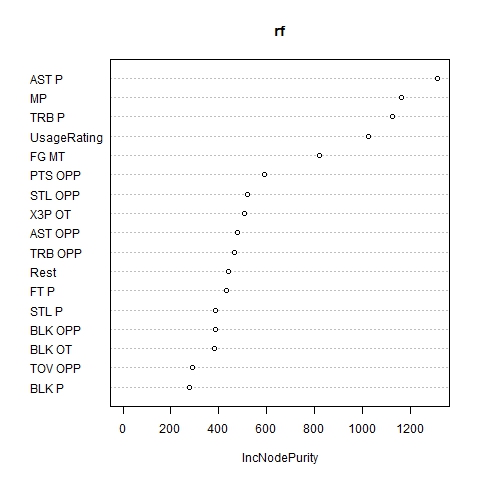 rf
AST P
MP
TRB P
UsageRating
FG MT
PTS OPP
STL OPP
X3P OT
AST OPP
TRB OPP
Rest
FT P
STL P
BLK OPP
BLK OT
TOV OPP
BLK P
0 200 400 600 800 1000 1200
IncNodePurity